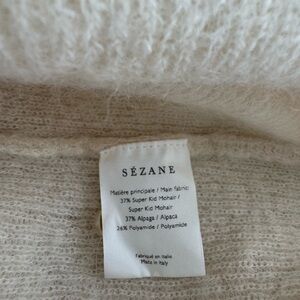 SÉZANE
Matière principale / Main fabric:
37% Super Kid Mohair /
Super Kid Mohair
37% Alpaga / Alpaca
26% Polyamide / Polyamide
Fabriqué en Italie
Made in Italy